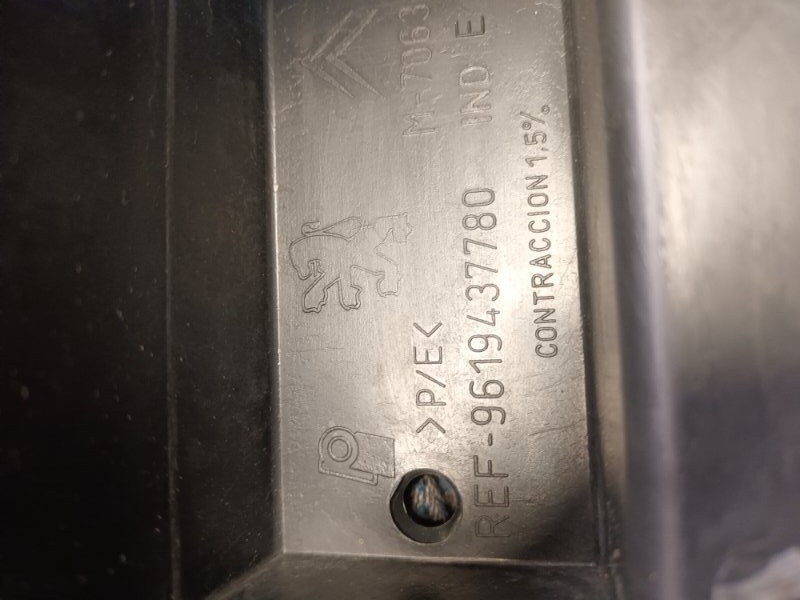 M-7063
>P/E< IND E
REF-9619437780
CONTRACCION 1,5%